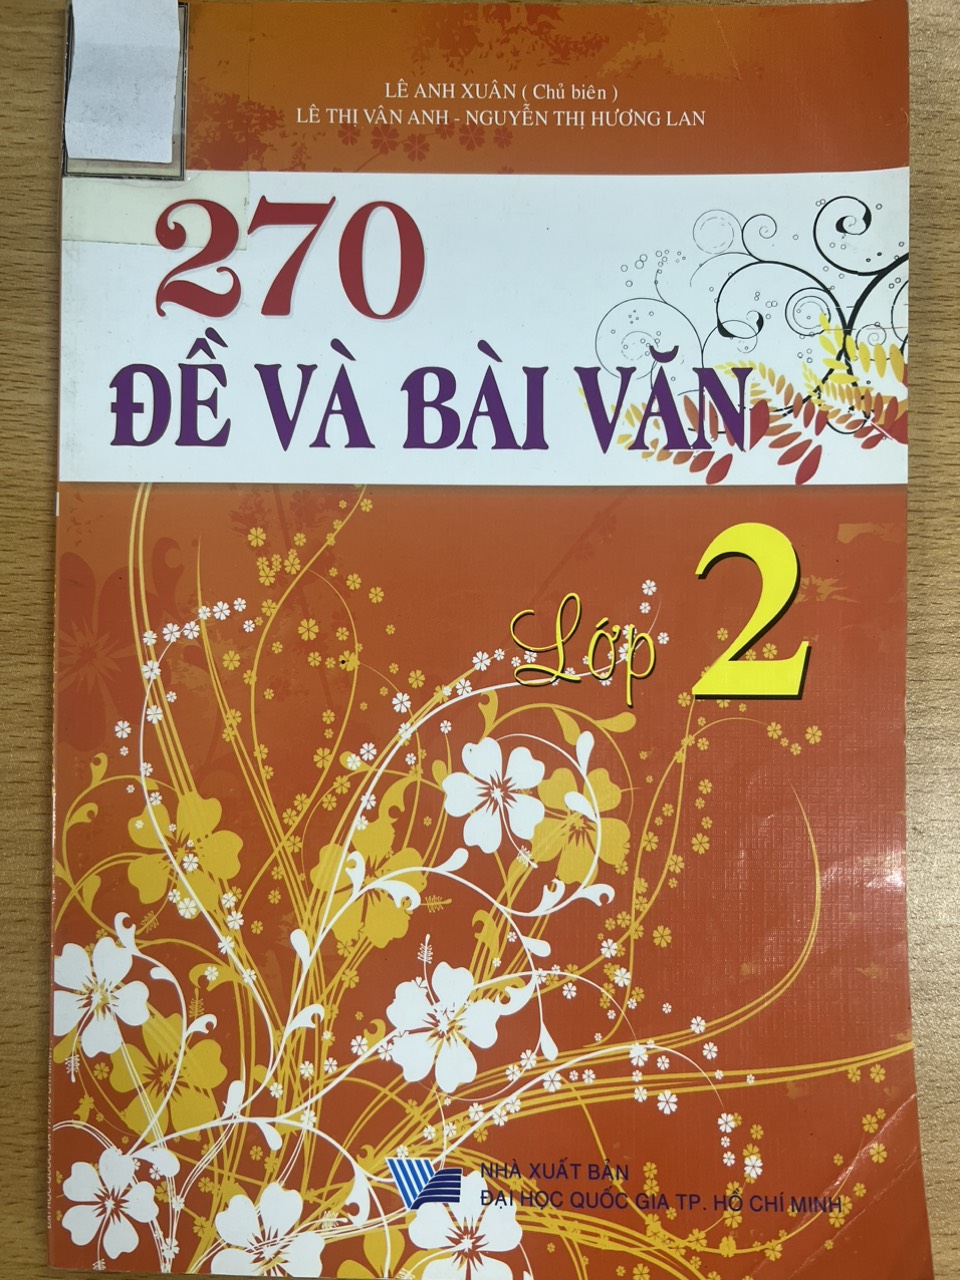 LÊ ANH XUÂN ( Chủ biên )
LÊ THỊ VÂN ANH - NGUYỄN THỊ HƯƠNG LAN
270
ĐỀ VÀ BÀI VĂN
Lớp 2
NHÀ XUẤT BẢN
ĐẠI HỌC QUỐC GIA TP. HỒ CHÍ MINH